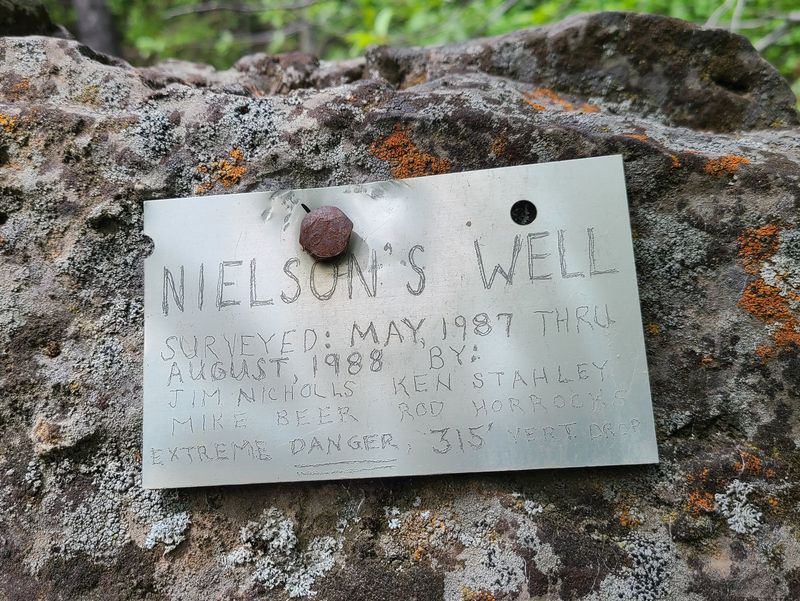 NIELSON'S WELL
SURVEYED: MAY, 1987 THRU
AUGUST, 1988 BY:
JIM NICHOLLS KEN STAHLEY
MIKE BEER ROD HORROCKS
EXTREME DANGER, 315' VERT. DROP